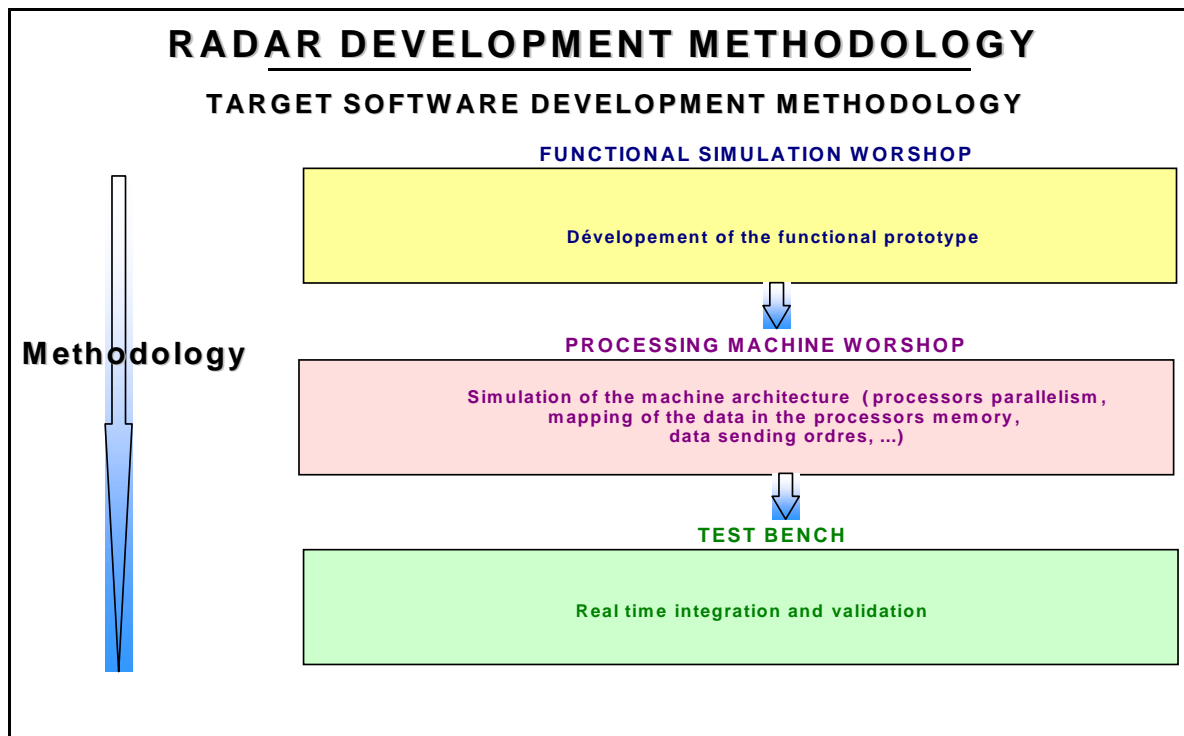 RADAR DEVELOPMENT METHODOLOGY
TARGET SOFTWARE DEVELOPMENT METHODOLOGY
FUNCTIONAL SIMULATION WORSHOP
Dévelopement of the functional prototype
Methodology
PROCESSING MACHINE WORSHOP
Simulation of the machine architecture (processors parallelism,
mapping of the data in the processors memory,
data sending ordres, ...)
TEST BENCH
Real time integration and validation